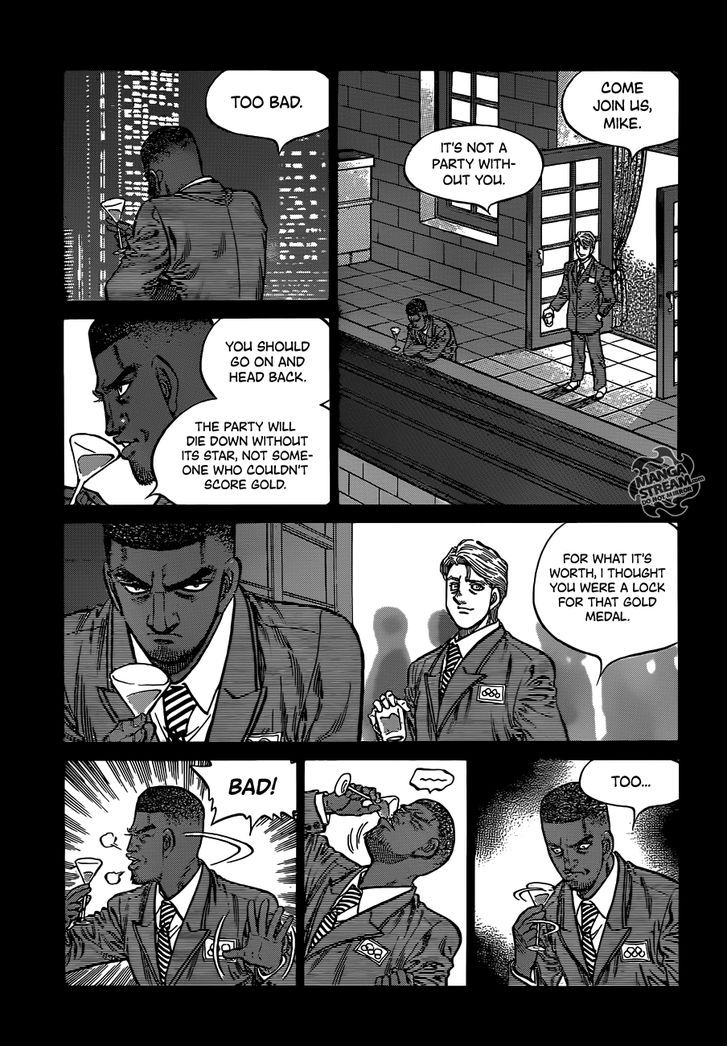 COME
JOIN US,
MIKE.
IT'S NOT A
PARTY WITH-
OUT YOU.
TOO BAD.
YOU SHOULD
GO ON AND
HEAD BACK.
THE PARTY WILL
DIE DOWN WITHOUT
ITS STAR, NOT SOME-
ONE WHO COULDN'T
SCORE GOLD.
MANGA
STREAM
FOR WHAT IT'S
WORTH, I THOUGHT
YOU WERE A LOCK
FOR THAT GOLD
MEDAL.
TOO...
BAD!